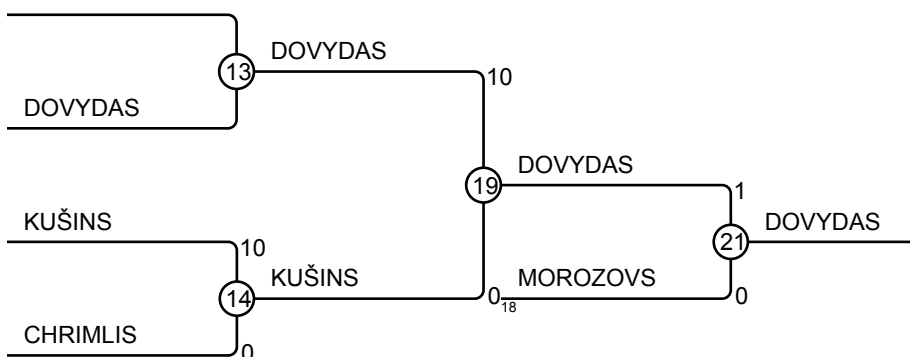 DOVYDAS
13
10
DOVYDAS
DOVYDAS
19
1
KUŠINS
DOVYDAS
10
21
KUŠINS
MOROZOVS
14
0
18
0
CHRIMLIS
0